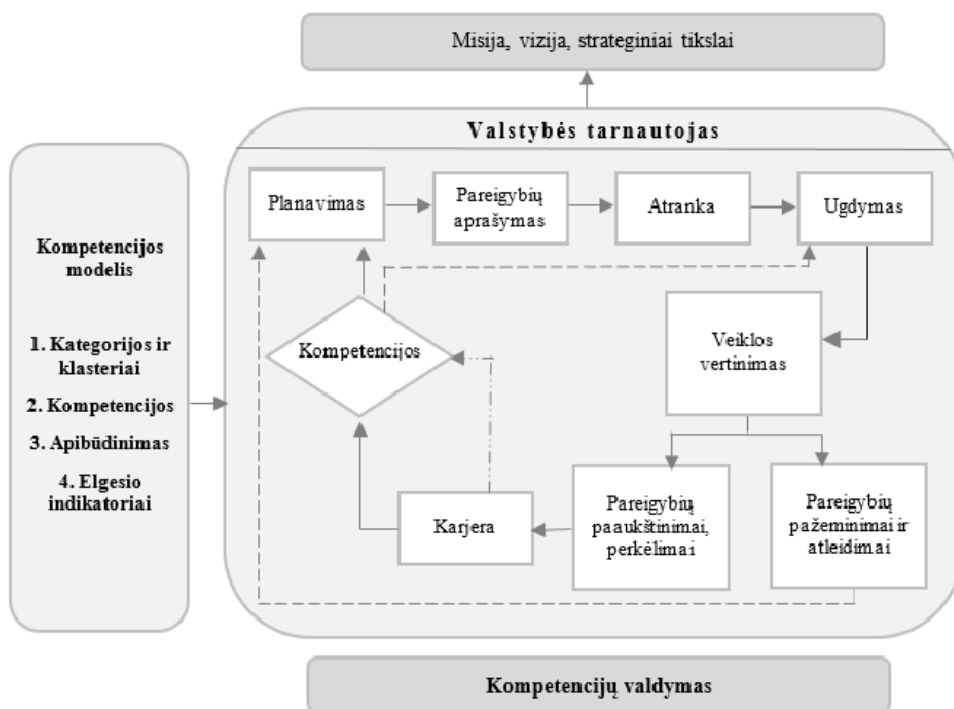 Misija, vizija, strateginiai tikslai
Valstybės tarnautojas
Kompetencijos
modelis
1. Kategorijos ir
klasteriai
2. Kompetencijos
3. Apibūdinimas
4. Elgesio
indikatoriai
Planavimas
Pareigybių
aprašymas
Atranka
Ugdymas
Kompetencijos
Veiklos
vertinimas
Karjera
Pareigybių
paaukštinimai,
perkėlimai
Pareigybių
pažeminimai ir
atleidimai
Kompetencijų valdymas